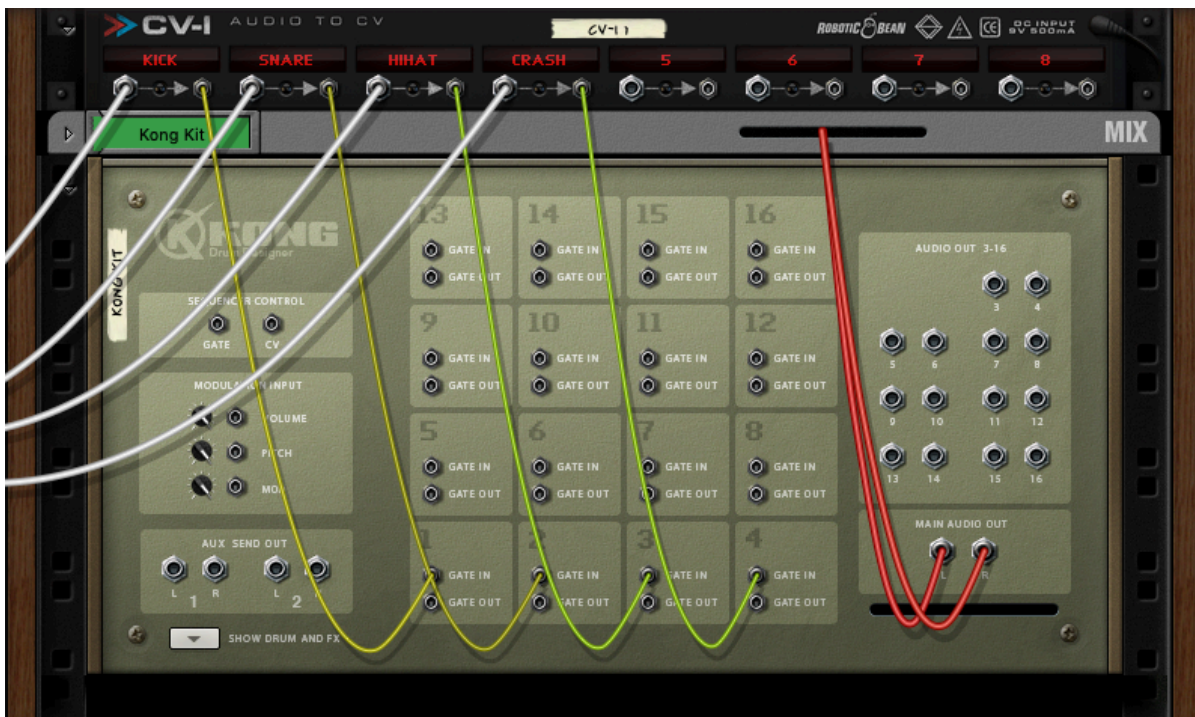 CV-1 AUDIO TO CV
CV-1 1
ROBOTIC BEAN
CE
DC INPUT
9V 500mA
KICK SNARE HIHAT CRASH 5 6 7 8
Kong Kit
MIX
KONG KIT
KONG
Drum Designer
SEQUENCER CONTROL
GATE CV
MODULATION INPUT
VOLUME
PITCH
AUX SEND OUT
L R L R
1 2
SHOW DRUM AND FX
13 14 15 16
GATE IN GATE IN GATE IN GATE IN
GATE OUT GATE OUT GATE OUT GATE OUT
9 10 11 12
GATE IN GATE IN GATE IN GATE IN
GATE OUT GATE OUT GATE OUT GATE OUT
5 6 7 8
GATE IN GATE IN GATE IN GATE IN
GATE OUT GATE OUT GATE OUT GATE OUT
1 2 3 4
GATE IN GATE IN GATE IN GATE IN
GATE OUT GATE OUT GATE OUT GATE OUT
AUDIO OUT 3-16
3 4
5 6 7 8
9 10 11 12
13 14 15 16
MAIN AUDIO OUT
L R